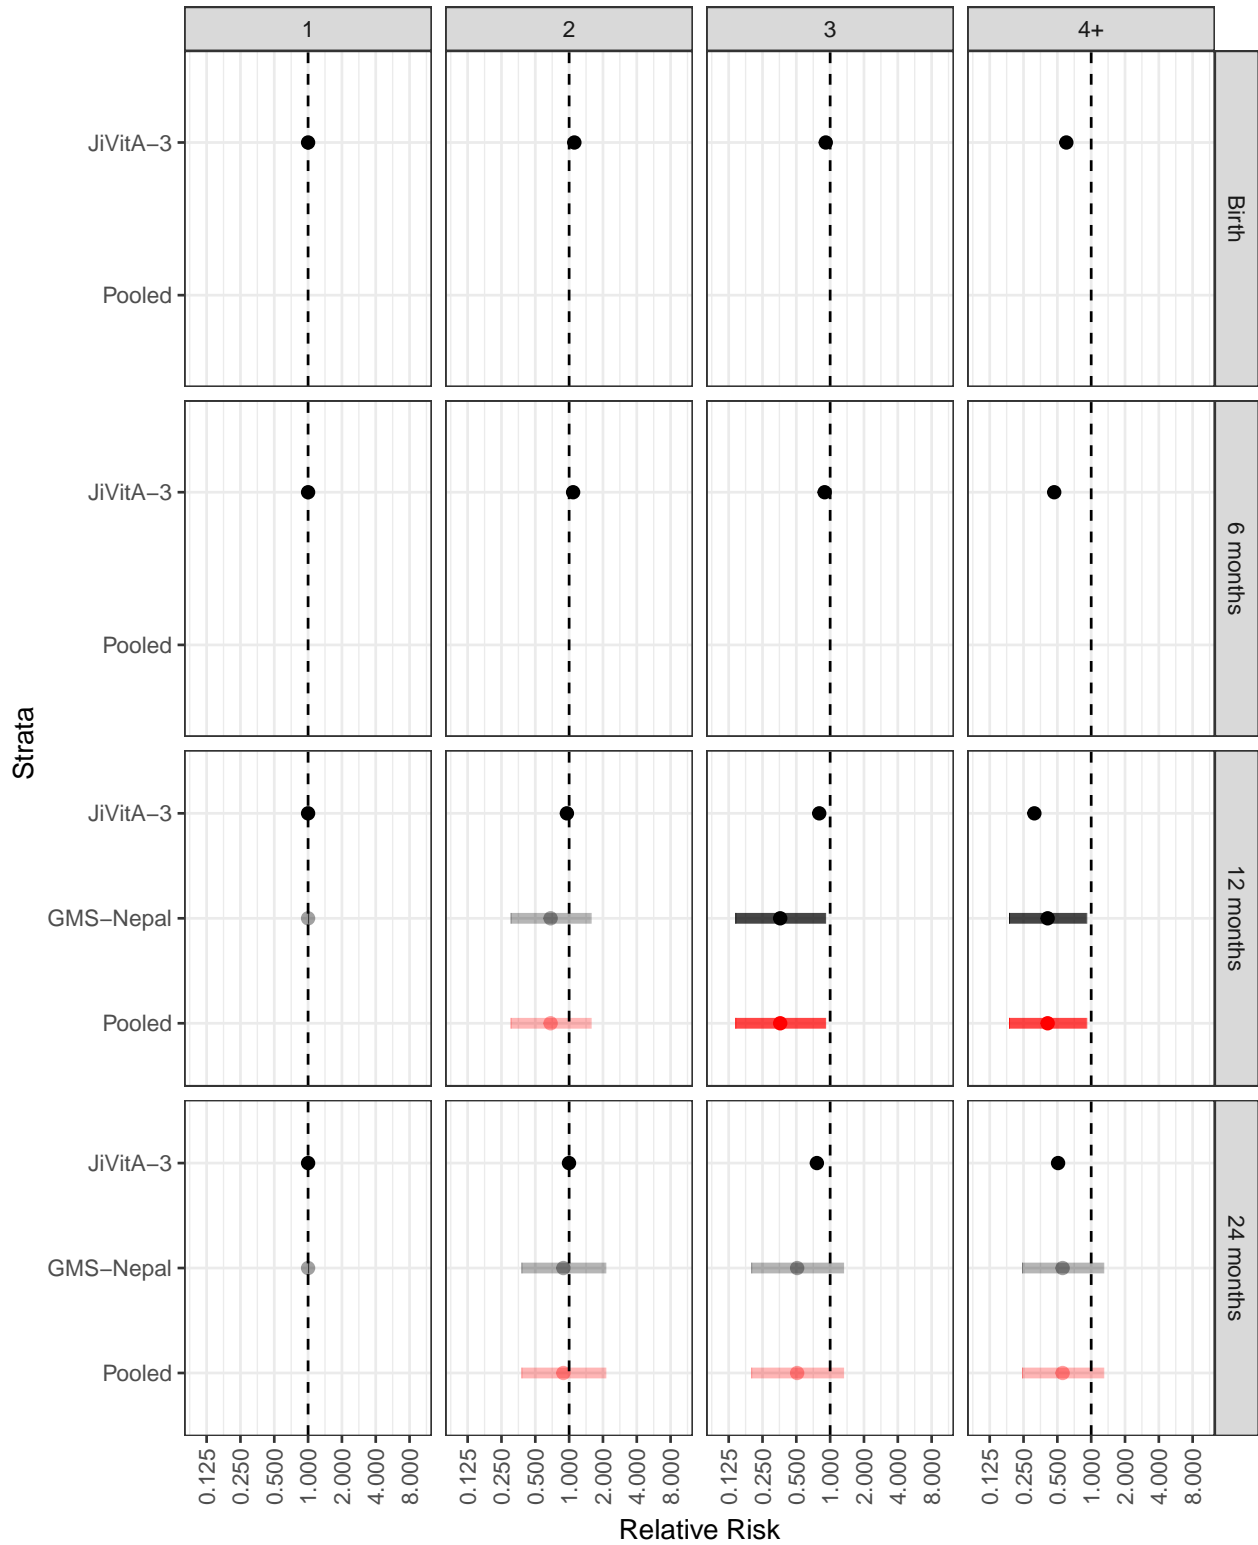 1 2 3 4+
JiVitA−3
Pooled
Birth
JiVitA−3
Pooled
6 months
JiVitA−3
GMS−Nepal
Pooled
12 months
JiVitA−3
GMS−Nepal
Pooled
24 months
Strata
0.125 0.250 0.500 1.000 2.000 4.000 8.000 0.125 0.250 0.500 1.000 2.000 4.000 8.000 0.125 0.250 0.500 1.000 2.000 4.000 8.000 0.125 0.250 0.500 1.000 2.000 4.000 8.000
Relative Risk